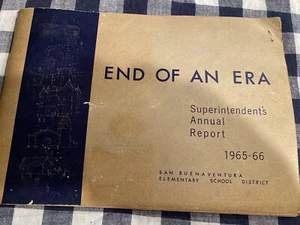 END OF AN ERA
Superintendent's
Annual
Report
1965-66
SAN BUENAVENTURA
ELEMENTARY SCHOOL DISTRICT